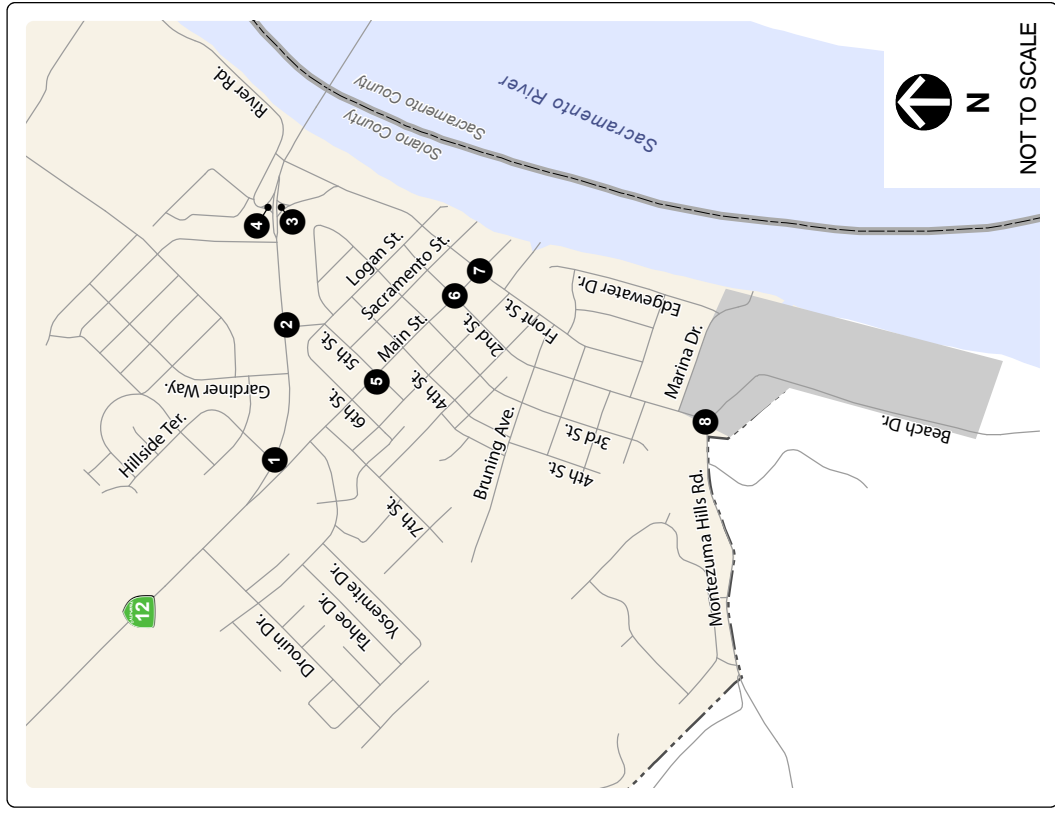 12
CALIFORNIA
River Rd.
Sacramento County
Solano County
Sacramento River
N
NOT TO SCALE
4
3
2
1
Gardiner Way.
Hillside Ter.
Logan St.
Sacramento St.
Main St.
5th St.
6th St.
5
6
7
2nd St.
Front St.
4th St.
7th St.
Bruning Ave.
Edgewater Dr.
Marina Dr.
3rd St.
4th St.
8
Beach Dr.
Montezuma Hills Rd.
Yosemite Dr.
Tahoe Dr.
Drouin Dr.